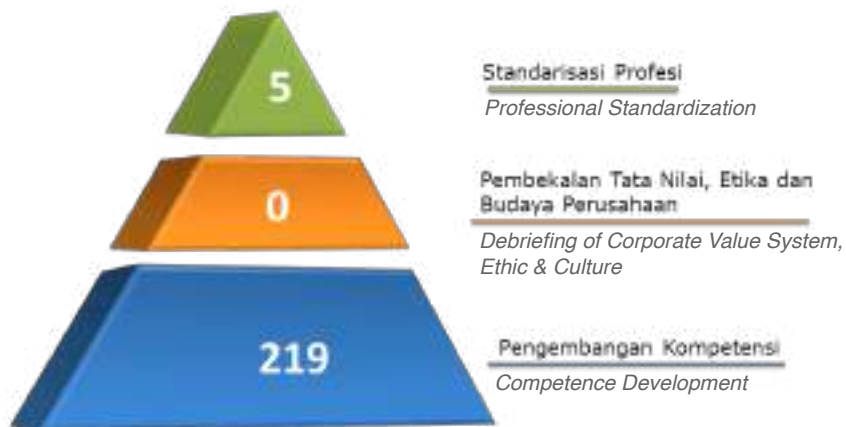 5
Standarisasi Profesi
Professional Standardization
0
Pembekalan Tata Nilai, Etika dan
Budaya Perusahaan
Debriefing of Corporate Value System,
Ethic & Culture
219
Pengembangan Kompetensi
Competence Development